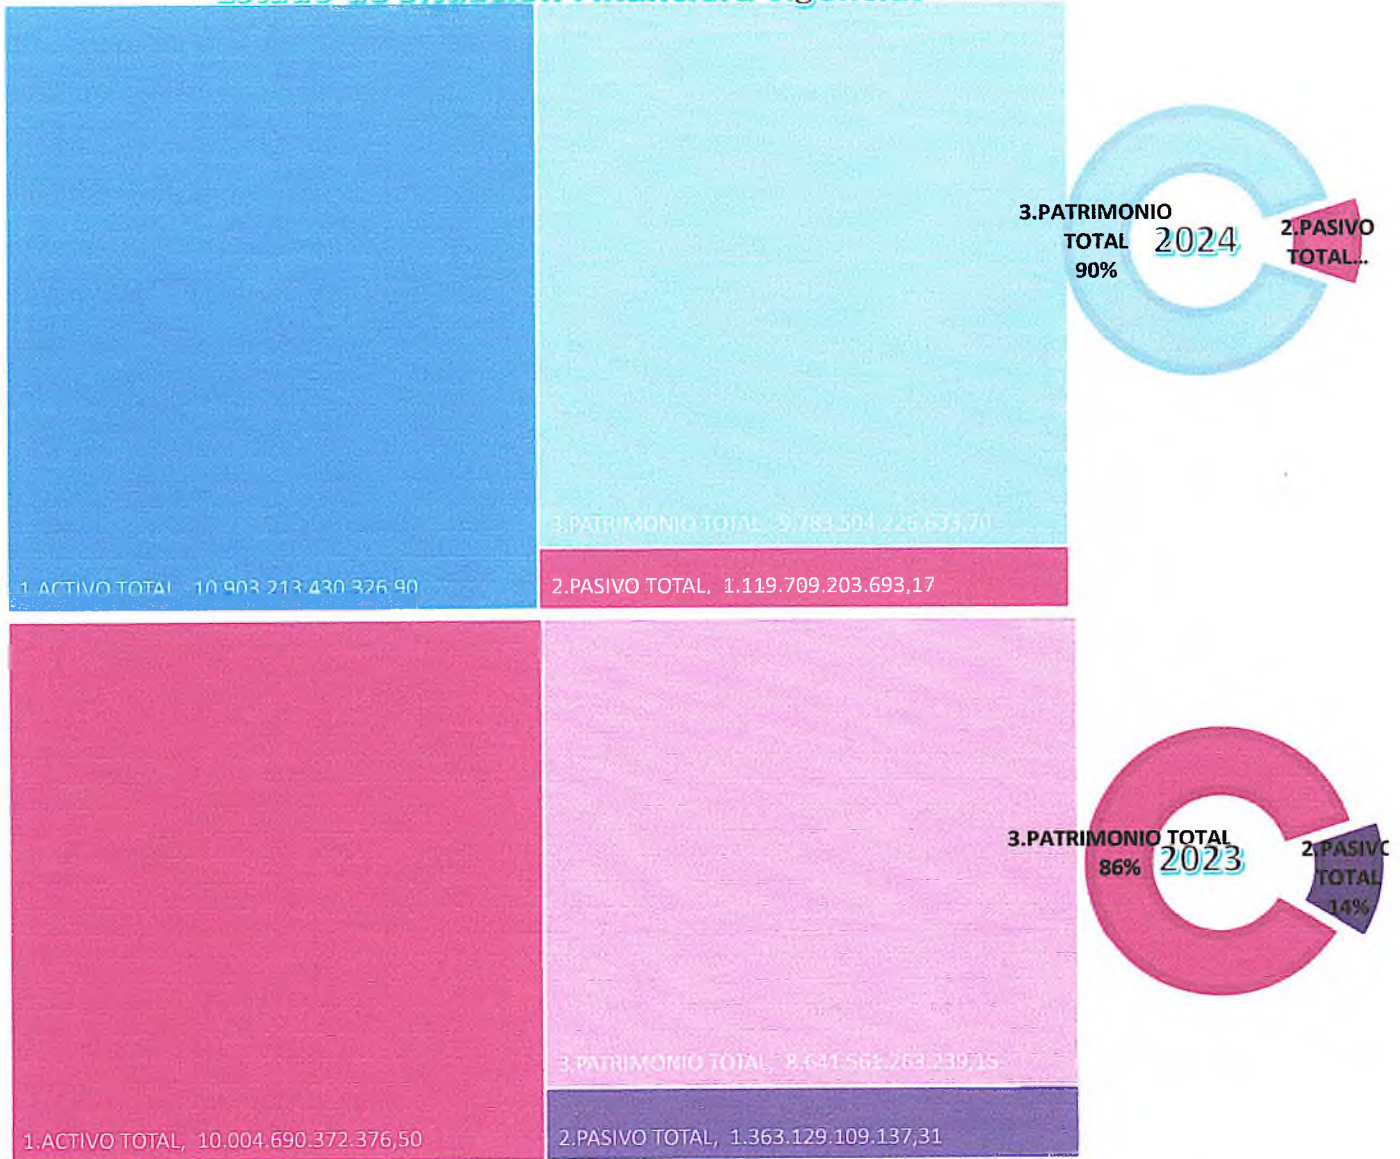 3.PATRIMONIO
TOTAL
90%
2024
2.PASIVO
TOTAL...
3.PATRIMONIO TOTAL, 9.783.504.226.633,70
1.ACTIVO TOTAL, 10.903.213.430.326,90
2.PASIVO TOTAL, 1.119.709.203.693,17
3.PATRIMONIO TOTAL
86%
2023
2.PASIVO
TOTAL
14%
3.PATRIMONIO TOTAL, 8.641.561.263.239,15
1.ACTIVO TOTAL, 10.004.690.372.376,50
2.PASIVO TOTAL, 1.363.129.109.137,31